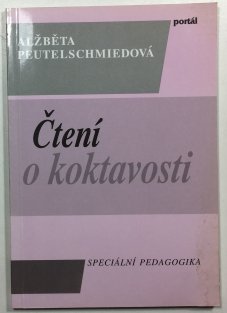 portál
ALŽBĚTA
PEUTELSCHMIEDOVÁ
Čtení
o koktavosti
SPECIÁLNÍ PEDAGOGIKA